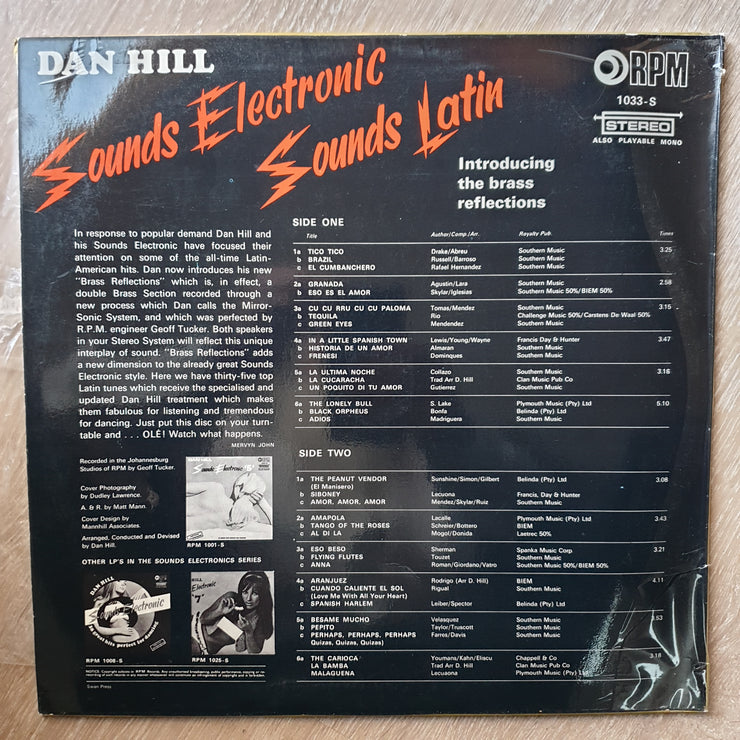 DAN HILL
Sounds Electronic
Sounds Latin
RPM
1033-S
STEREO
ALSO PLAYABLE MONO
Introducing
the brass
reflections
In response to popular demand Dan Hill and
his Sounds Electronic have focused their
attention on some of the all-time Latin-
American hits. Dan now introduces his new
"Brass Reflections" which is, in effect, a
double Brass Section recorded through a
new process which Dan calls the Mirror-
Sonic System, and which was perfected by
R.P.M. engineer Geoff Tucker. Both speakers
in your Stereo System will reflect this unique
interplay of sound. "Brass Reflections" adds
a new dimension to the already great Sounds
Electronic style. Here we have thirty-five top
Latin tunes which receive the specialised and
updated Dan Hill treatment which makes
them fabulous for listening and tremendous
for dancing. Just put this disc on your turn-
table and . . . OLÉ! Watch what happens.
MERVYN JOHN
Recorded in the Johannesburg
Studios of RPM by Geoff Tucker.
Cover Photography
by Dudley Lawrence.
A. & R. by Matt Mann.
Cover Design by
Mannhill Associates.
Arranged, Conducted and Directed
by Dan Hill.
Sounds Electronic
RPM 1001-S
OTHER LP'S IN THE SOUNDS ELECTRONICS SERIES
DAN HILL
Sounds Electronic
RPM 1008-S
HILL
Electronic
RPM 1025-S
Swan Press
SIDE ONE
Title Author/Comp./Arr. Royalty Pub. Tunes
1a TICO TICO Drake/Abreu Southern Music 3.25
b BRAZIL Russell/Barroso Southern Music
c EL CUMBANCHERO Rafael Hernandez Southern Music
2a GRANADA Agustin/Lara Southern Music 2.58
b ESO ES EL AMOR Skylar/Iglesias Southern Music 50%/BIEM 50%
3a CU CU RRU CU CU PALOMA Tomas/Mendez Southern Music 3.15
b TEQUILA Rio Challenge Music 50%/Carstens De Waal 50%
c GREEN EYES Mendendez Southern Music
4a IN A LITTLE SPANISH TOWN Lewis/Young/Wayne Francis Day & Hunter 3.47
b HISTORIA DE UN AMOR Almaran Southern Music
c FRENESI Dominques Southern Music
5a LA ULTIMA NOCHE Collazo Southern Music 3.16
b LA CUCARACHA Trad Arr D. Hill Clan Music Pub Co
c UN POQUITO DI TU AMOR Gutierrez Southern Music
6a THE LONELY BULL S. Lake Plymouth Music (Pty) Ltd 5.10
b BLACK ORPHEUS Bonfa Belinda (Pty) Ltd
c ADIOS Madriguera Southern Music
SIDE TWO
1a THE PEANUT VENDOR Sunshine/Simon/Gilbert Belinda (Pty) Ltd 3.08
(El Manisero)
b SIBONEY Lecuona Francis, Day & Hunter
c AMOR, AMOR, AMOR Mendez/Skylar/Ruiz Southern Music
2a AMAPOLA Lacalle Plymouth Music (Pty) Ltd 3.43
b TANGO OF THE ROSES Schreier/Bottero BIEM
c AL DI LA Mogol/Donida Laetrec 50%
3a ESO BESO Sherman Spanka Music Corp 3.21
b FLYING FLUTES Touzet Southern Music
c ANNA Roman/Giordano/Vatro Southern Music 50%/BIEM 50%
4a ARANJUEZ Rodrigo (Arr D. Hill) BIEM 4.11
b CUANDO CALIENTE EL SOL Rigual Southern Music
(Love Me With All Your Heart)
c SPANISH HARLEM Leiber/Spector Belinda (Pty) Ltd
5a BESAME MUCHO Velasquez Southern Music 3.53
b PEPITO Taylor/Truscott Southern Music
c PERHAPS, PERHAPS, PERHAPS Farres/Davis Southern Music
Quizas, Quizas, Quizas)
6a THE CARIOCA Youmans/Kahn/Eliscu Chappell & Co 3.18
LA BAMBA Trad Arr D. Hill Clan Music Pub Co
MALAGUENA Lecuaona Plymouth Music (Pty) Ltd